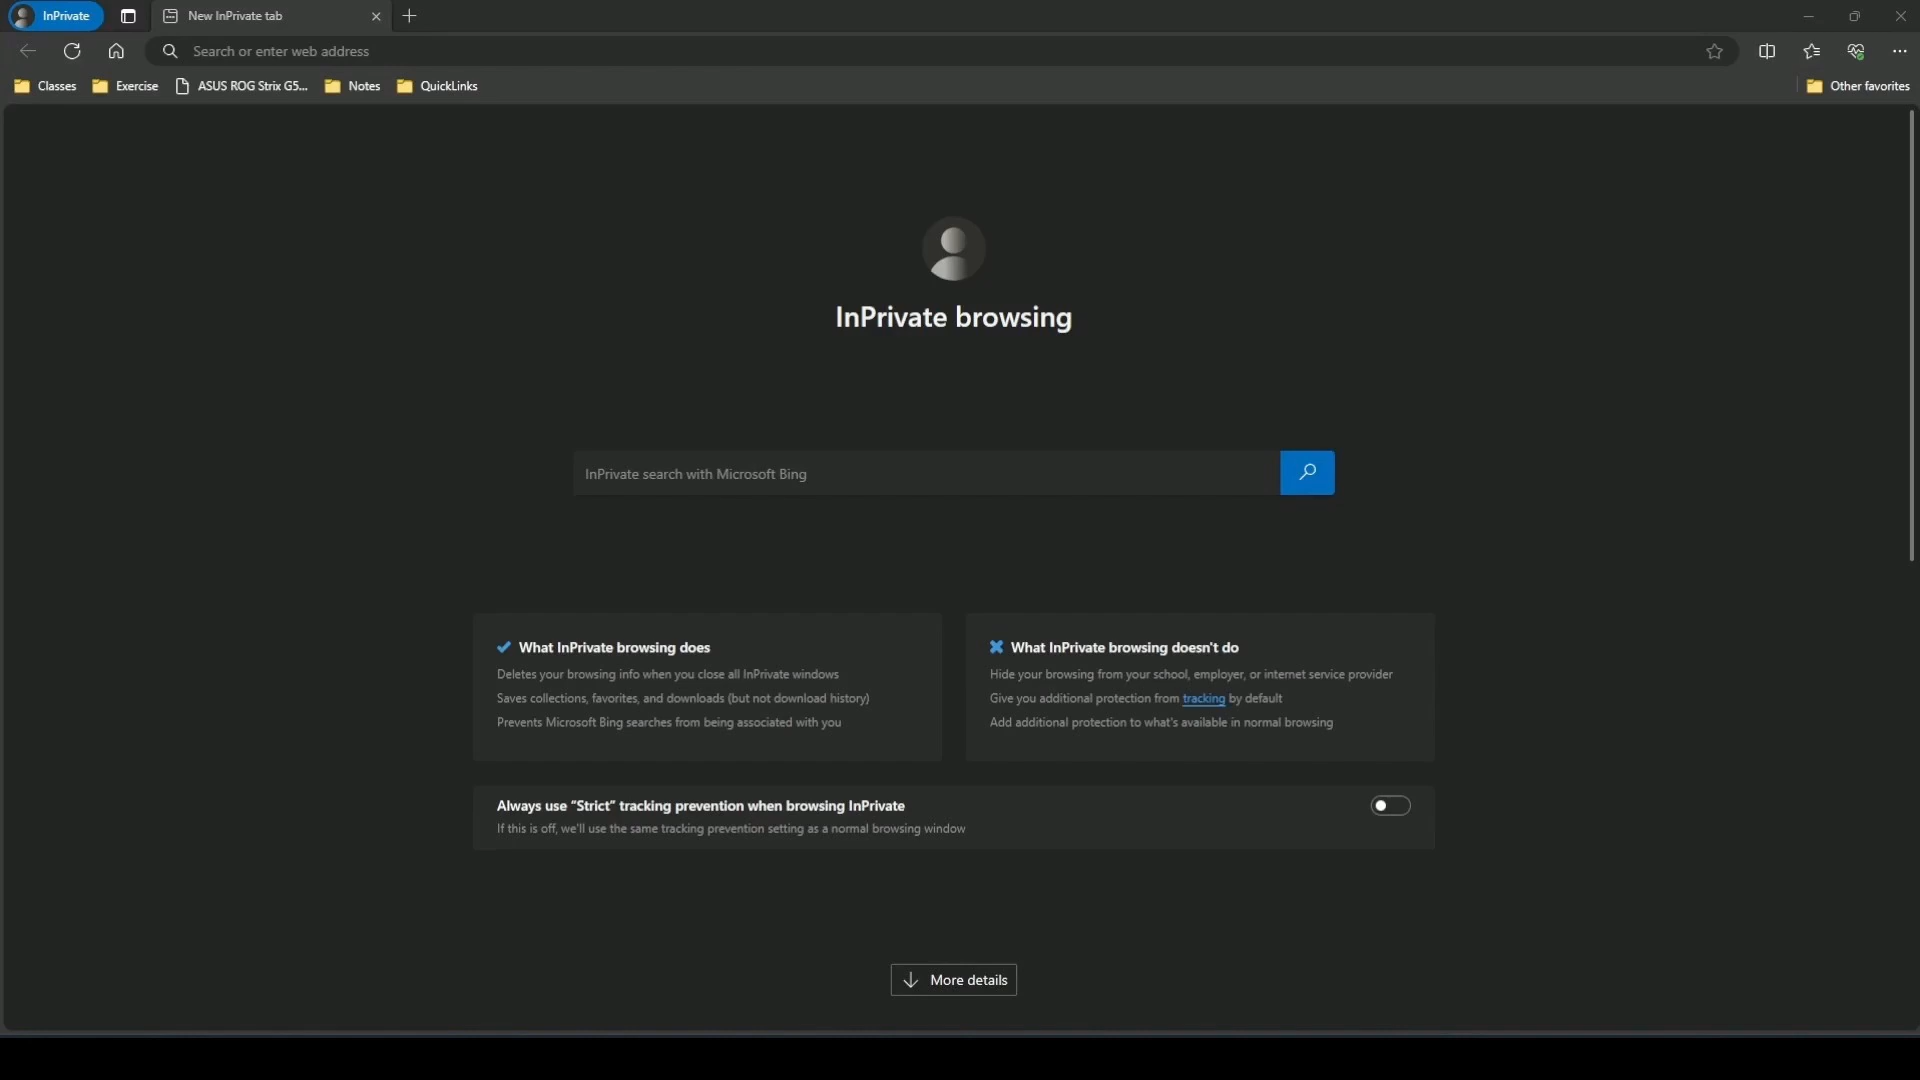 InPrivate
New InPrivate tab
Search or enter web address
Classes
Exercise
ASUS ROG Strix G5...
Notes
QuickLinks
Other favorites
InPrivate browsing
InPrivate search with Microsoft Bing
What InPrivate browsing does
Deletes your browsing info when you close all InPrivate windows
Saves collections, favorites, and downloads (but not download history)
Prevents Microsoft Bing searches from being associated with you
What InPrivate browsing doesn't do
Hide your browsing from your school, employer, or internet service provider
Give you additional protection from tracking by default
Add additional protection to what's available in normal browsing
Always use “Strict” tracking prevention when browsing InPrivate
If this is off, we'll use the same tracking prevention setting as a normal browsing window
More details